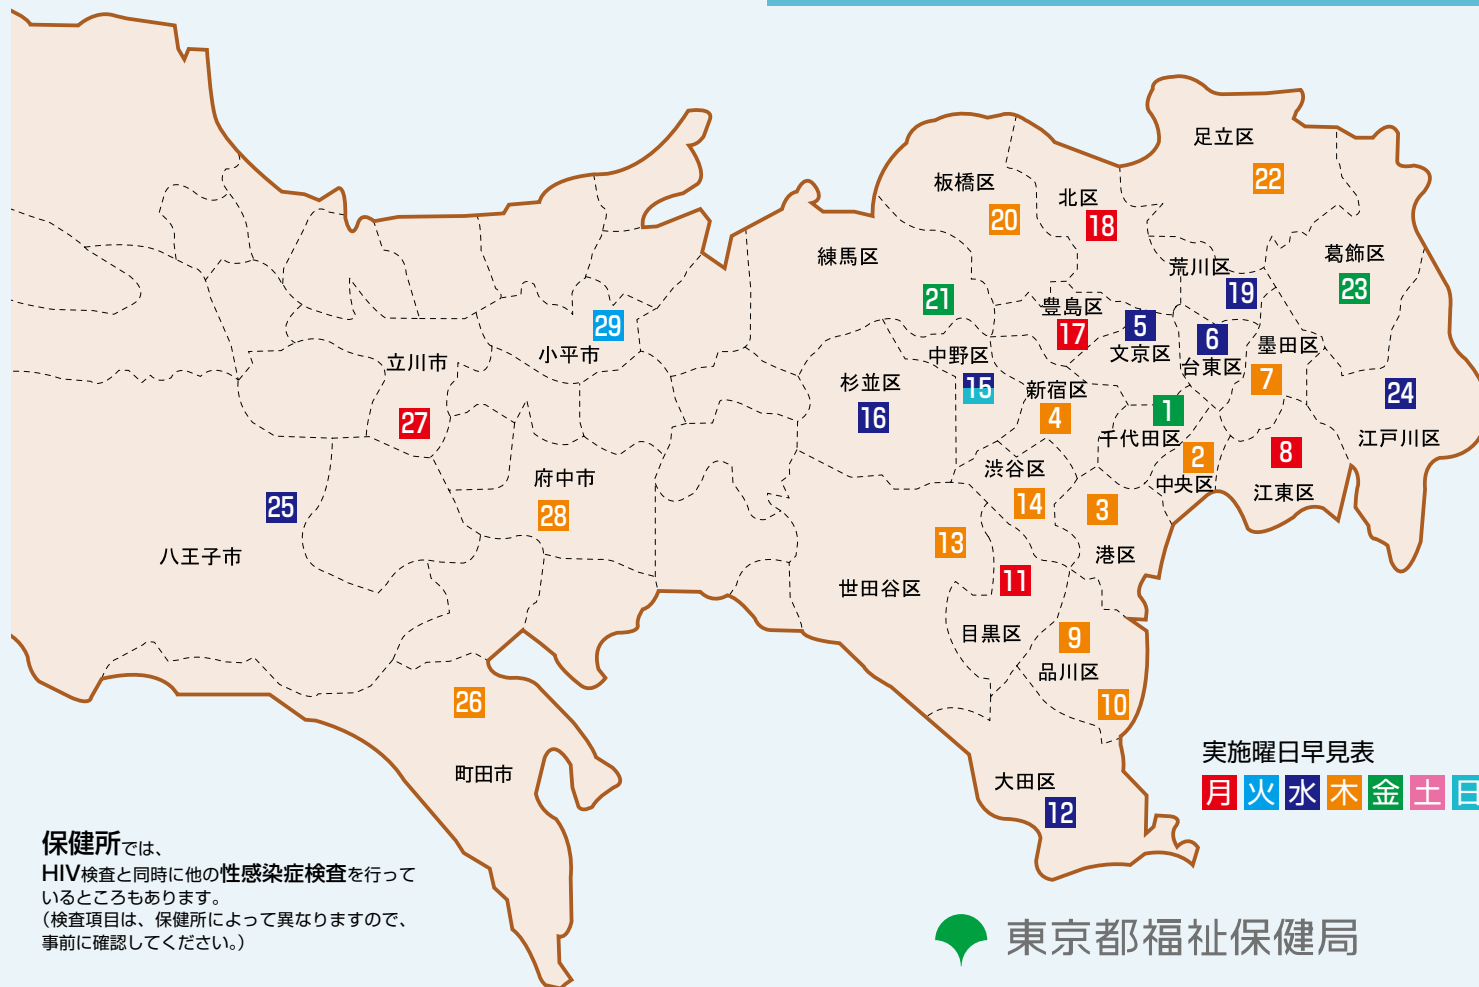 足立区
22
板橋区
20
北区
18
練馬区
21
荒川区
19
葛飾区
23
豊島区
17
5
文京区
6
台東区
墨田区
7
29
小平市
立川市
27
中野区
15
杉並区
16
新宿区
4
1
千代田区
24
江戸川区
2
中央区
8
江東区
渋谷区
14
3
港区
府中市
28
25
八王子市
13
世田谷区
11
目黒区
9
品川区
10
26
町田市
大田区
12
実施曜日早見表
月 火 水 木 金 土 日
保健所では、
HIV検査と同時に他の性感染症検査を行って
いるところもあります。
（検査項目は、保健所によって異なりますので、
事前に確認してください。）
東京都福祉保健局